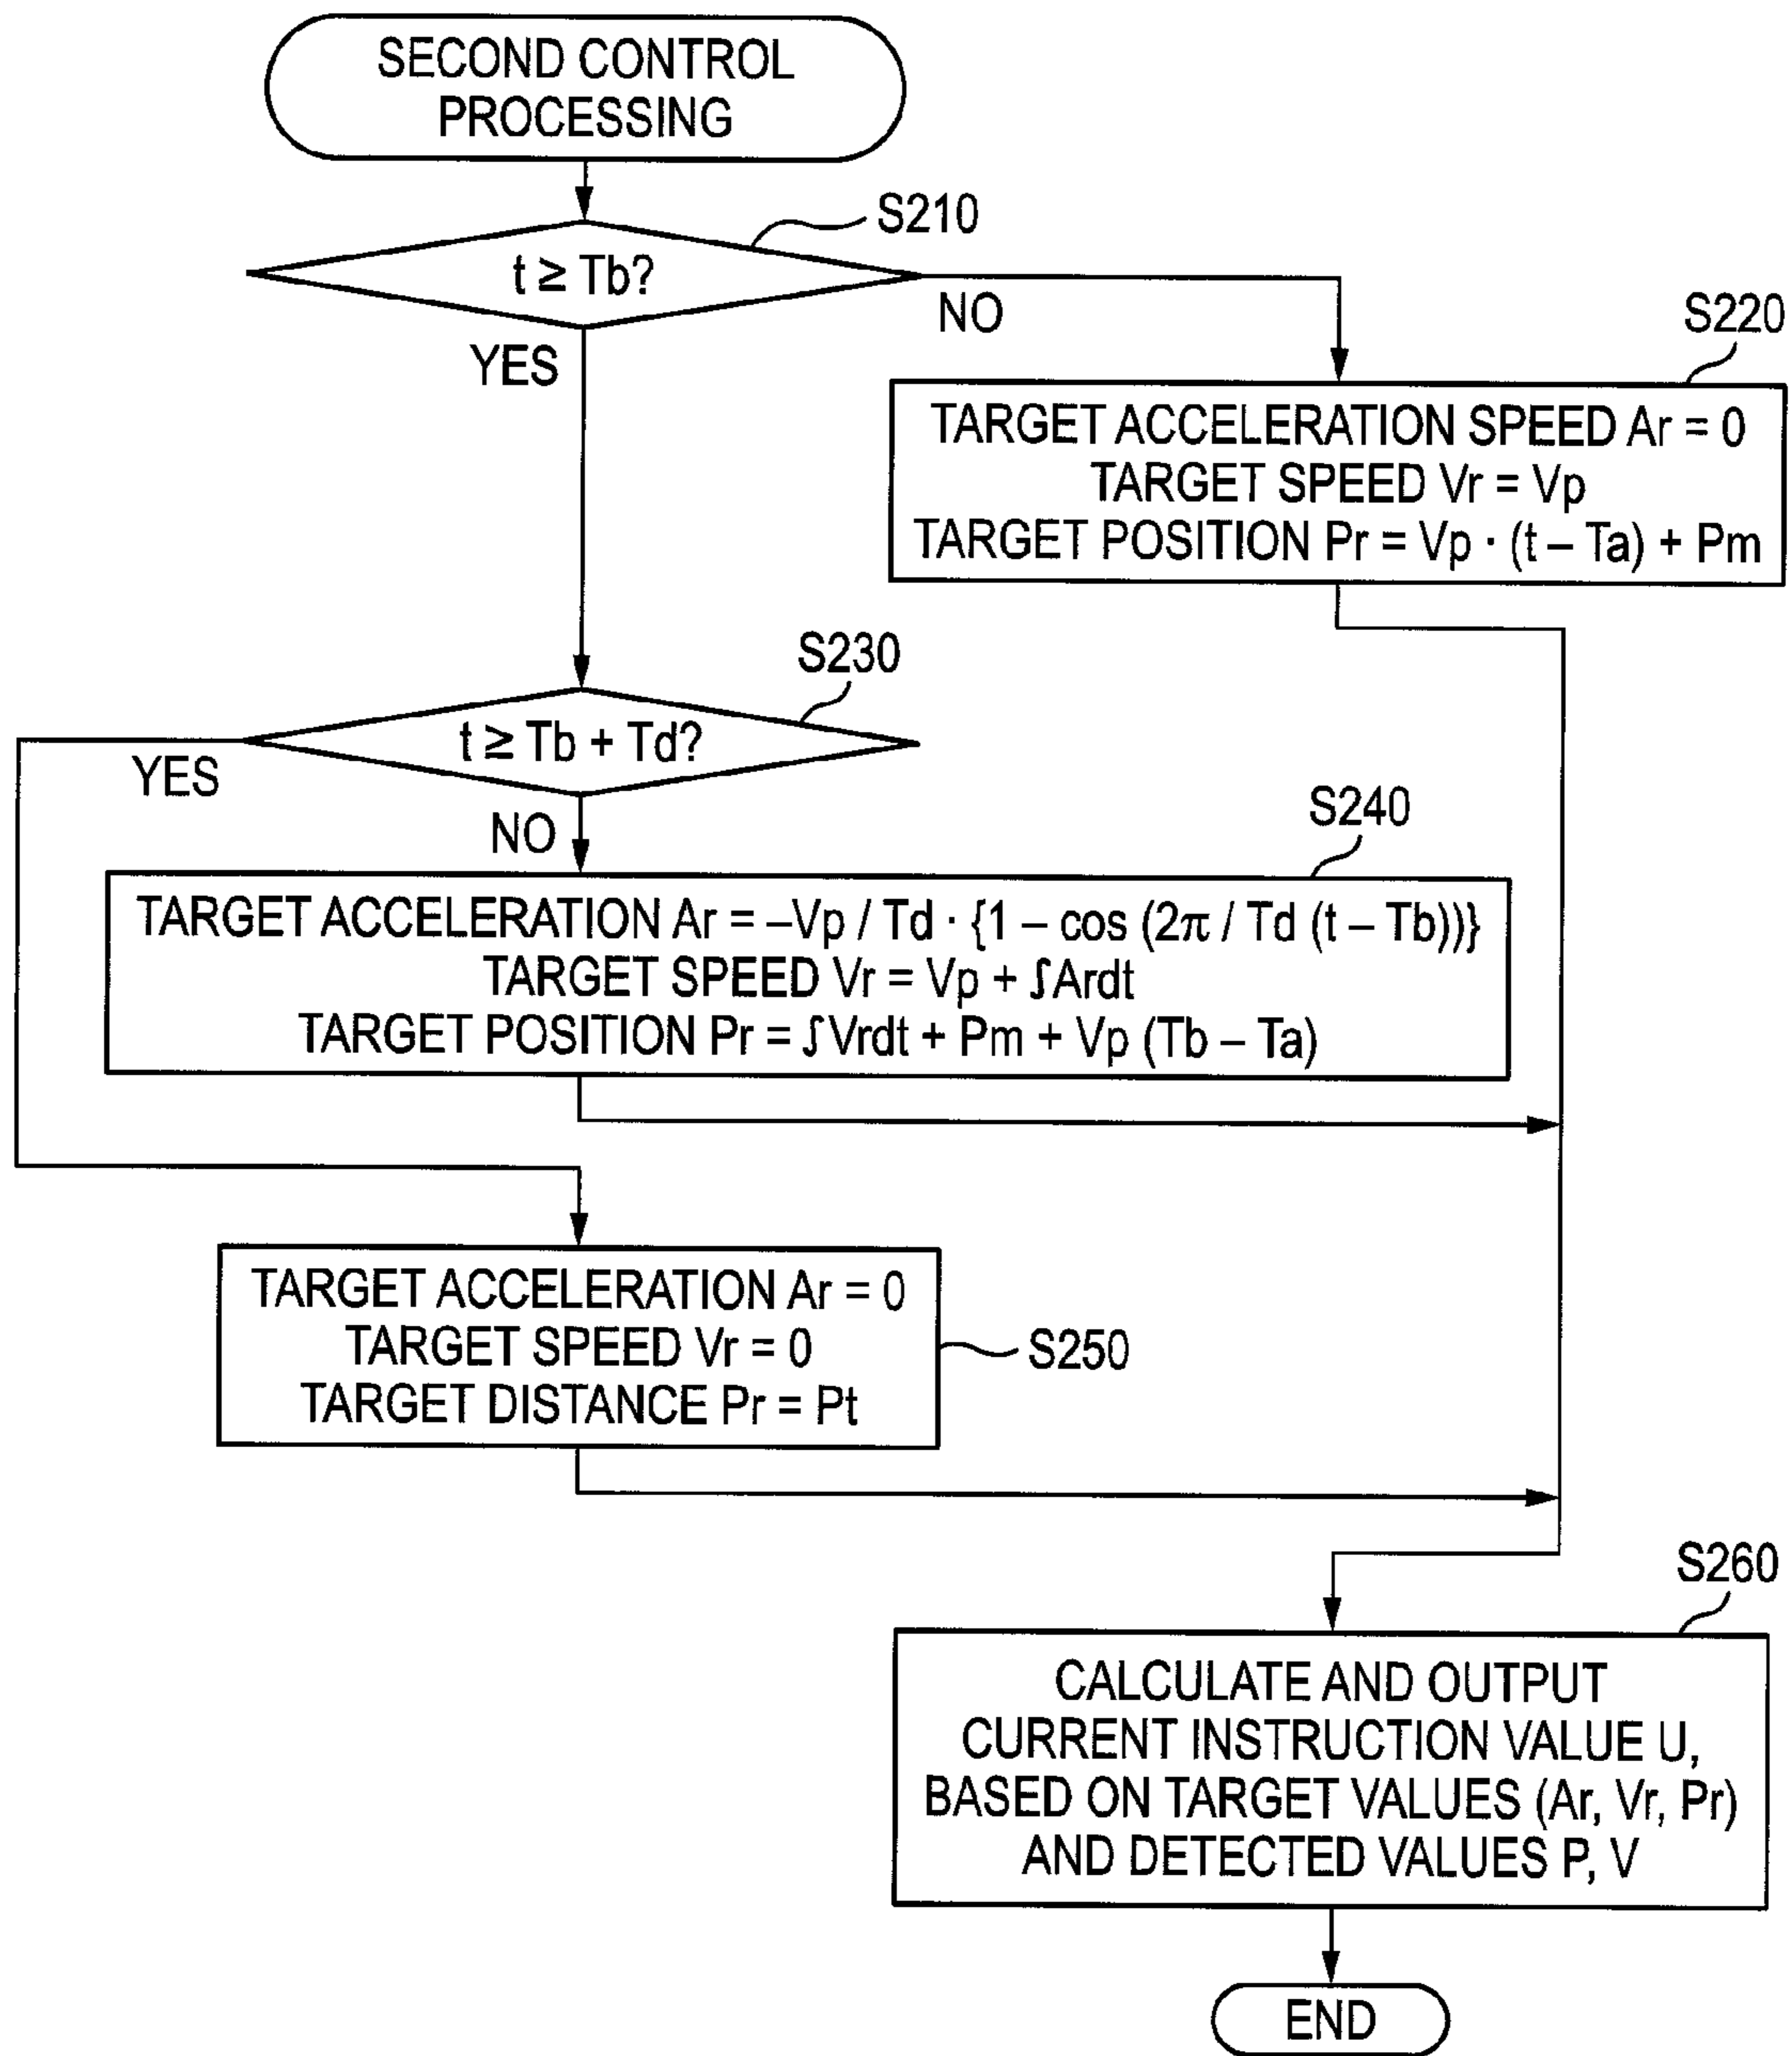 SECOND CONTROL
PROCESSING
S210
t ≥ Tb?
NO
YES
S220
TARGET ACCELERATION SPEED Ar = 0
TARGET SPEED Vr = Vp
TARGET POSITION Pr = Vp · (t – Ta) + Pm
S230
t ≥ Tb + Td?
YES
NO
S240
TARGET ACCELERATION Ar = –Vp / Td · {1 – cos (2π / Td (t – Tb))}
TARGET SPEED Vr = Vp + ∫Ardt
TARGET POSITION Pr = ∫Vrdt + Pm + Vp (Tb – Ta)
TARGET ACCELERATION Ar = 0
TARGET SPEED Vr = 0
TARGET DISTANCE Pr = Pt
S250
S260
CALCULATE AND OUTPUT
CURRENT INSTRUCTION VALUE U,
BASED ON TARGET VALUES (Ar, Vr, Pr)
AND DETECTED VALUES P, V
END